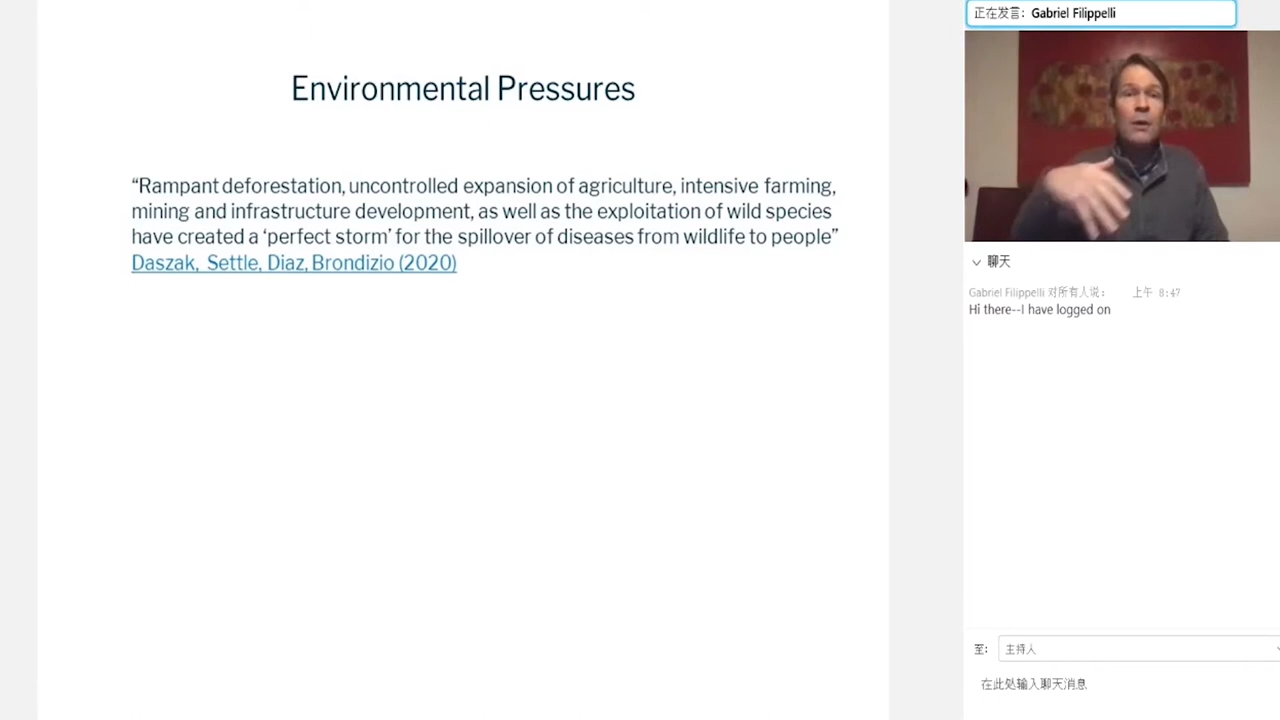 Environmental Pressures
“Rampant deforestation, uncontrolled expansion of agriculture, intensive farming,
mining and infrastructure development, as well as the exploitation of wild species
have created a ‘perfect storm’ for the spillover of diseases from wildlife to people”
Daszak, Settle, Diaz, Brondizio (2020)
正在发言: Gabriel Filippelli
聊天
Gabriel Filippelli 对所有人说: 上午 8:47
Hi there--I have logged on
至: 主持人
在此处输入聊天消息